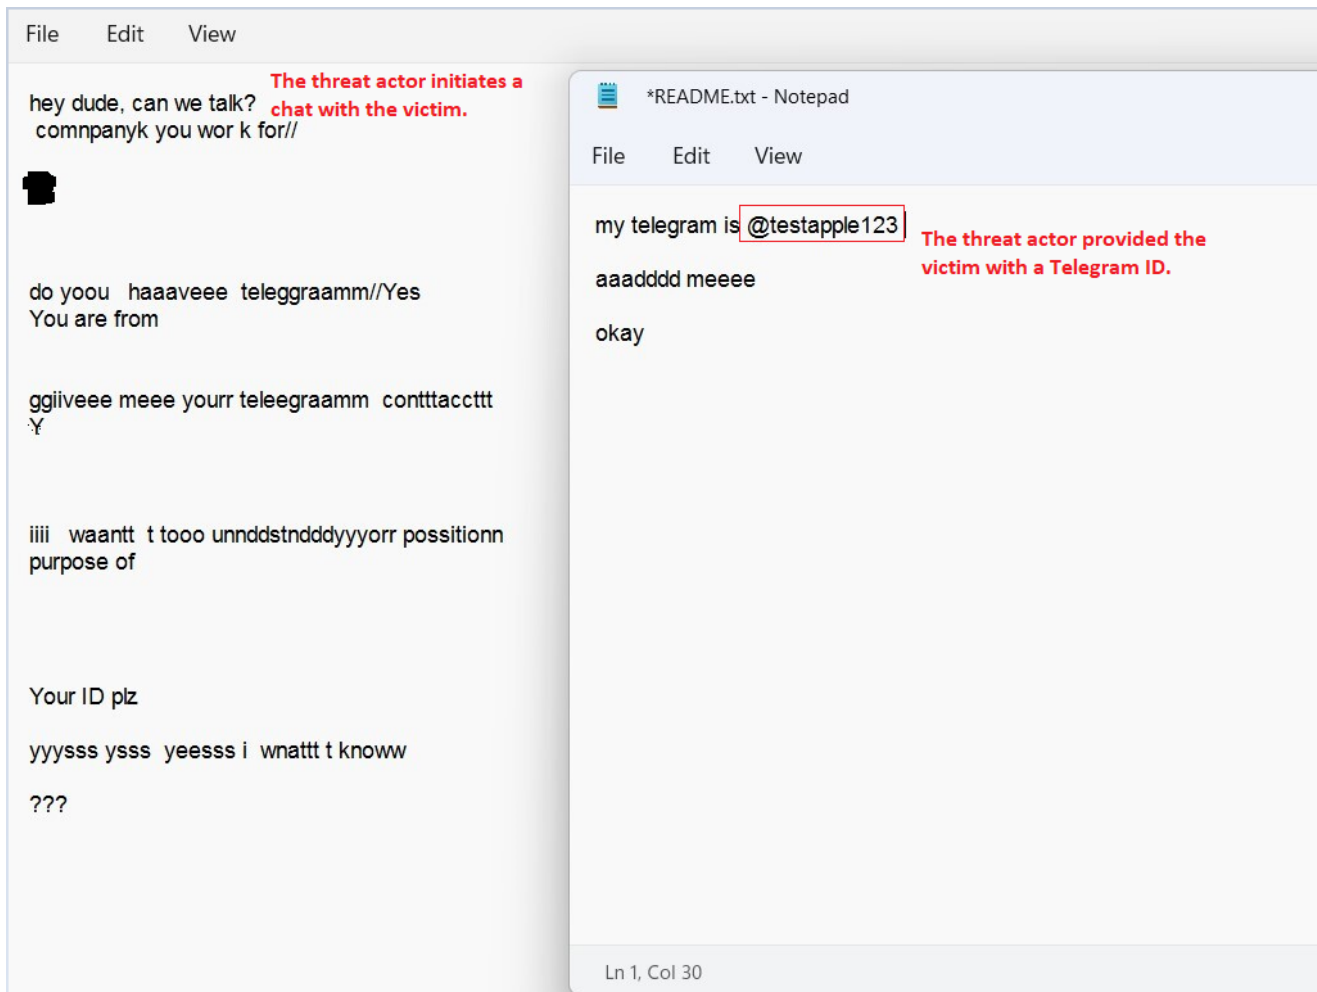 File Edit View
hey dude, can we talk?
comnpanyk you wor k for//
The threat actor initiates a
chat with the victim.
do yoou haaaveee teleggraamm//Yes
You are from
ggiiveee meee yourr teleegraamm contttaccttt
Y
iiii waantt t tooo unnddstndddyyyorr possitionn
purpose of
Your ID plz
yyysss ysss yeesss i wnattt t knoww
???
*README.txt - Notepad
File Edit View
my telegram is @testapple123
The threat actor provided the
victim with a Telegram ID.
aaadddd meeee
okay
Ln 1, Col 30